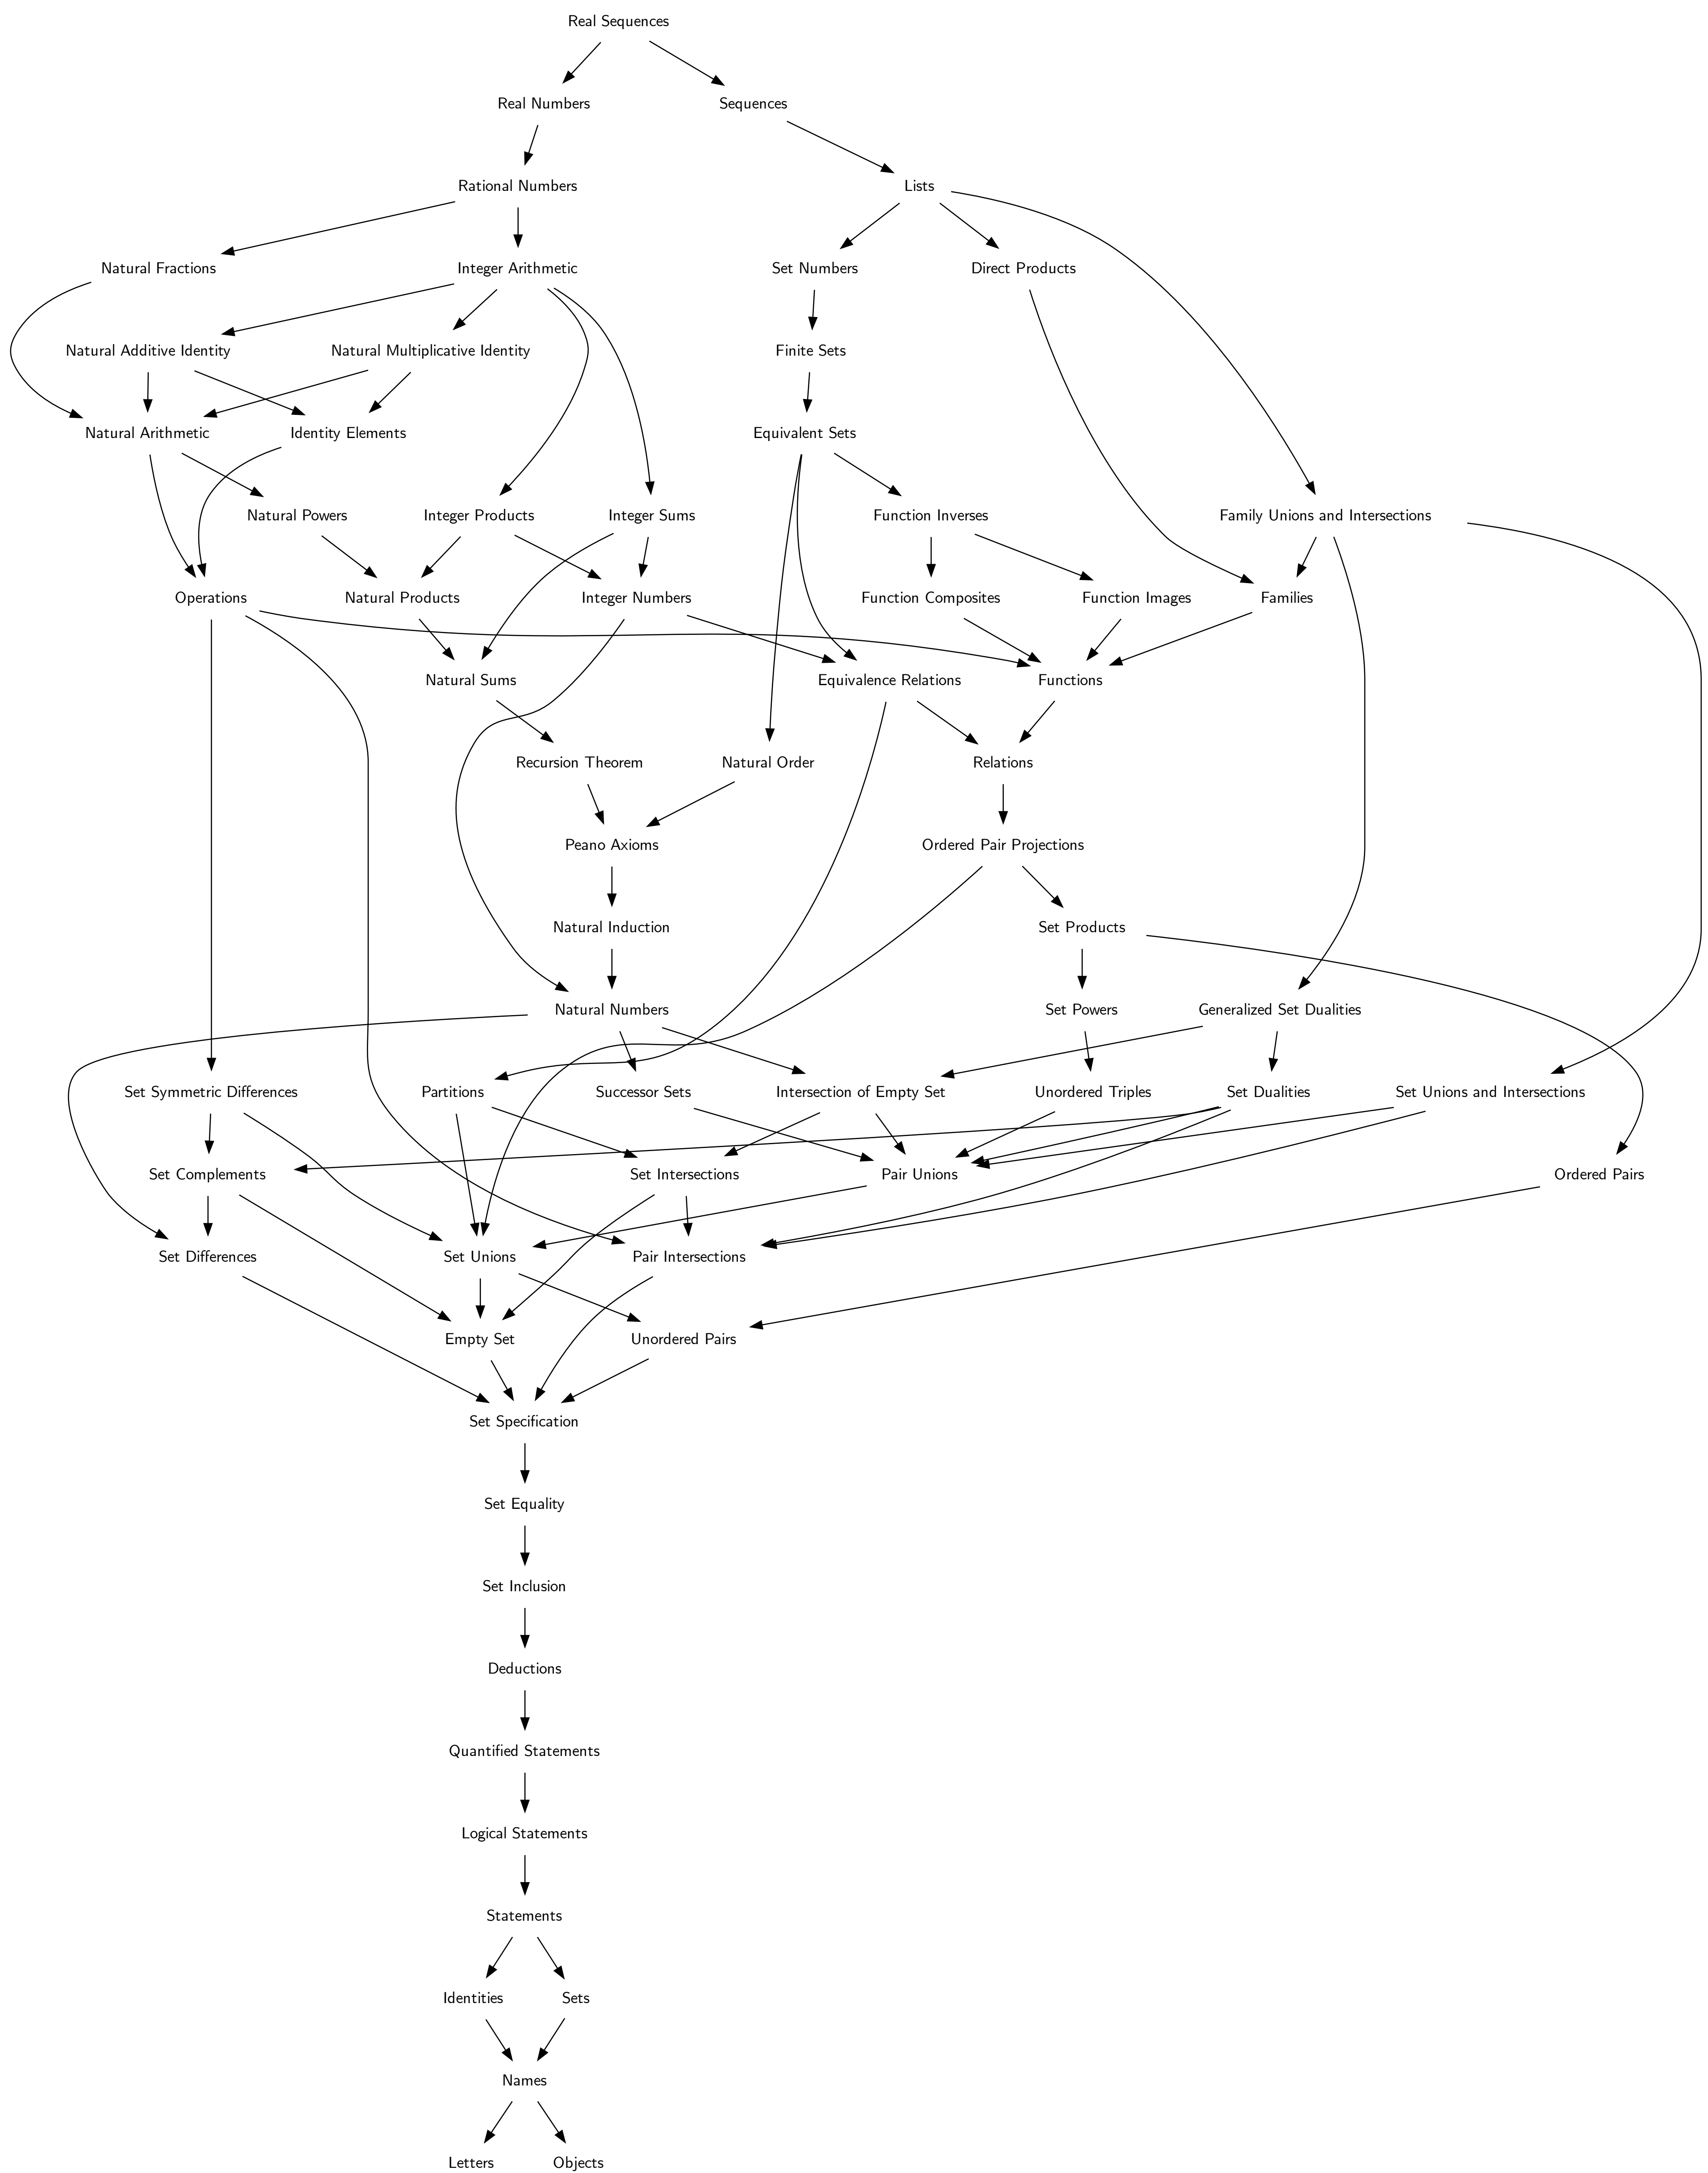 Real Sequences
Real Numbers
Sequences
Rational Numbers
Lists
Natural Fractions
Integer Arithmetic
Set Numbers
Direct Products
Natural Additive Identity
Natural Multiplicative Identity
Finite Sets
Natural Arithmetic
Identity Elements
Equivalent Sets
Natural Powers
Integer Products
Integer Sums
Function Inverses
Family Unions and Intersections
Operations
Natural Products
Integer Numbers
Function Composites
Function Images
Families
Natural Sums
Equivalence Relations
Functions
Recursion Theorem
Natural Order
Relations
Peano Axioms
Ordered Pair Projections
Natural Induction
Set Products
Natural Numbers
Set Powers
Generalized Set Dualities
Set Symmetric Differences
Partitions
Successor Sets
Intersection of Empty Set
Unordered Triples
Set Dualities
Set Unions and Intersections
Set Complements
Set Intersections
Pair Unions
Ordered Pairs
Set Differences
Set Unions
Pair Intersections
Empty Set
Unordered Pairs
Set Specification
Set Equality
Set Inclusion
Deductions
Quantified Statements
Logical Statements
Statements
Identities
Sets
Names
Letters
Objects